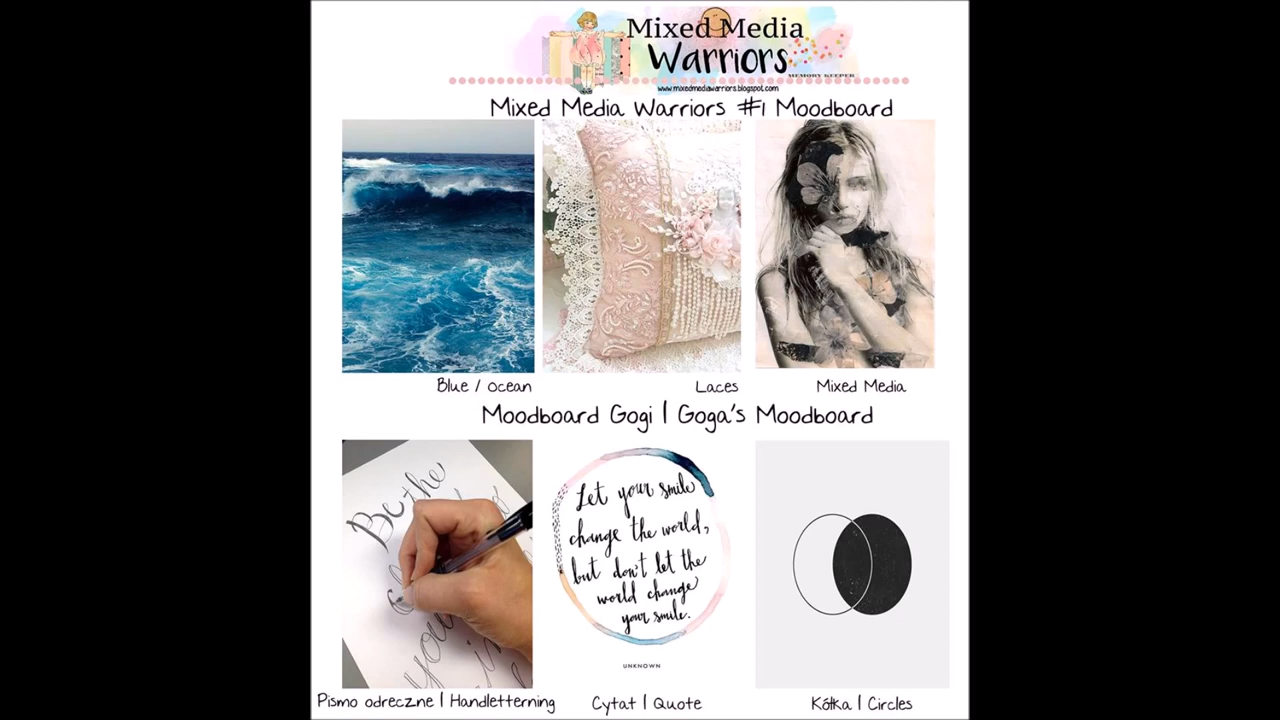 Mixed Media
Warriors
MEMORY KEEPER
www.mixedmediawarriors.blogspot.com
Mixed Media Warriors #1 Moodboard
Blue / Ocean
Laces
Mixed Media
Moodboard Gogi | Goga's Moodboard
Be the
you
Let your smile
change the world,
but don't let the
world change
your smile.
UNKNOWN
Pismo odreczne | Handletterning
Cytat | Quote
Kółka | Circles